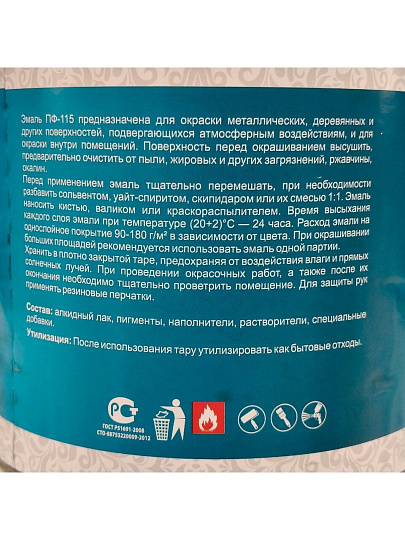 Эмаль ПФ-115 предназначена для окраски металлических, деревянных и
других поверхностей, подвергающихся атмосферным воздействиям, и для
окраски внутри помещений. Поверхность перед окрашиванием высушить,
предварительно очистить от пыли, жировых и других загрязнений, ржавчины,
окалин.
Перед применением эмаль тщательно перемешать, при необходимости
разбавить сольвентом, уайт-спиритом, скипидаром или их смесью 1:1. Эмаль
наносить кистью, валиком или краскораспылителем. Время высыхания
каждого слоя эмали при температуре (20+2)°С — 24 часа. Расход эмали на
однослойное покрытие 90-180 г/м² в зависимости от цвета. При окрашивании
больших площадей рекомендуется использовать эмаль одной партии.
Хранить в плотно закрытой таре, предохраняя от воздействия влаги и прямых
солнечных лучей. При проведении окрасочных работ, а также после их
окончания необходимо тщательно проветрить помещение. Для защиты рук
применять резиновые перчатки.
Состав: алкидный лак, пигменты, наполнители, растворители, специальные
добавки.
Утилизация: После использования тару утилизировать как бытовые отходы.
РСТ
ГОСТ Р51691-2008
СТО-88753220009-2012